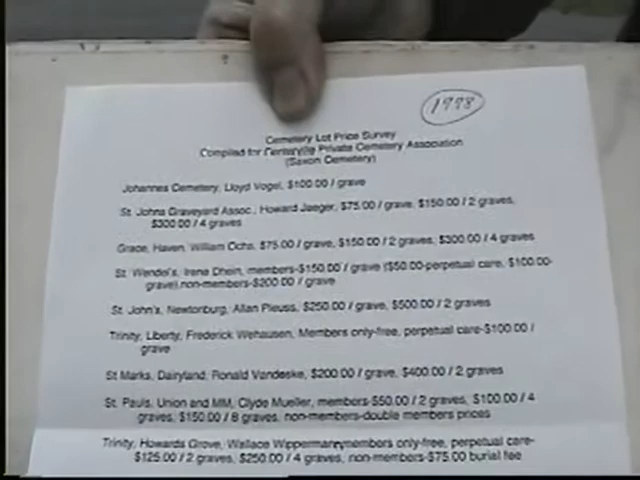 1998
Cemetery Lot Price Survey
Compiled for Centerville Private Cemetery Association
(Saxon Cemetery)
Johannes Cemetery, Lloyd Vogel, $100.00 / grave
St. Johns Graveyard Assoc., Howard Jaeger, $75.00 / grave, $150.00 / 2 graves,
$300.00 / 4 graves
Grace, Haven, William Ochs, $75.00 / grave, $150.00 / 2 graves, $300.00 / 4 graves
St. Wendel's, Irene Dhein, members-$150.00 / grave ($50.00-perpetual care, $100.00-
grave),non-members-$200.00 / grave
St. John's, Newtonburg, Allan Pleuss, $250.00 / grave, $500.00 / 2 graves
Trinity, Liberty, Frederick Wehausen, Members only-free, perpetual care-$100.00 /
grave
St Marks, Dairyland, Ronald Vandeske, $200.00 / grave, $400.00 / 2 graves
St. Pauls, Union and MM, Clyde Mueller, members-$50.00 / 2 graves, $100.00 / 4
graves, $150.00 / 8 graves, non-members-double members prices
Trinity, Howards Grove, Wallace Wippermann,members only-free, perpetual care-
$125.00 / 2 graves, $250.00 / 4 graves, non-members-$75.00 burial fee